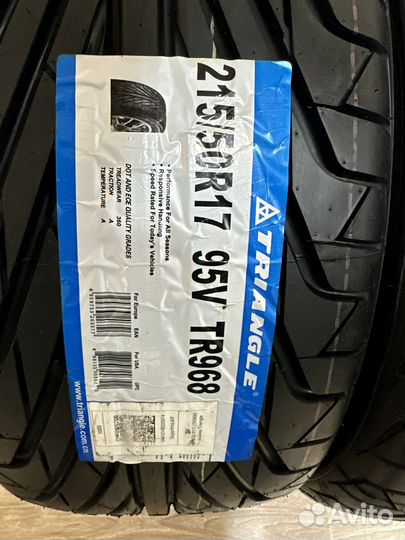 TRIANGLE
215/50R17 95V TR968
• Performance For All Seasons
• Responsive Handling
• Speed Rated For Today's Vehicles
DOT AND ECE QUALITY GRADES
TREADWEAR 360
TRACTION A
TEMPERATURE A
For Europe EAN
For USA UPC
www.triangle.com.cn
Avito